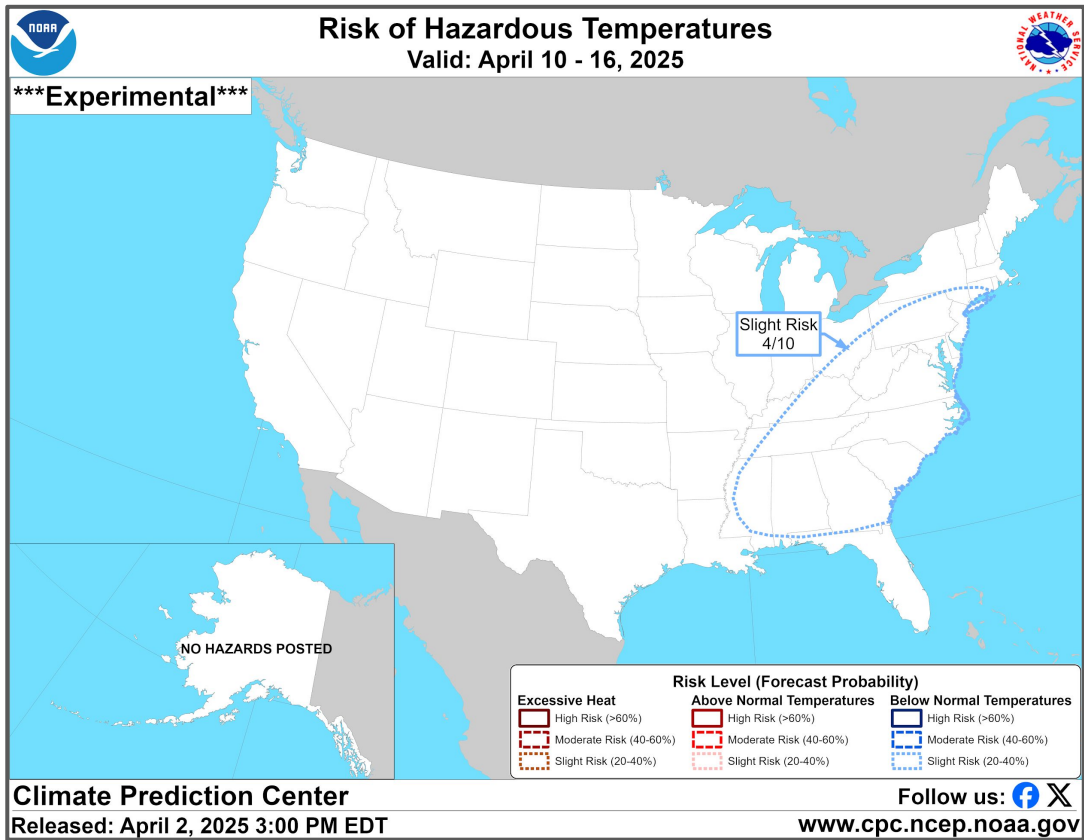 NOAA
Risk of Hazardous Temperatures
Valid: April 10 - 16, 2025
NATIONAL WEATHER SERVICE
***Experimental***
Slight Risk
4/10
NO HAZARDS POSTED
Risk Level (Forecast Probability)
Excessive Heat
High Risk (>60%)
Moderate Risk (40-60%)
Slight Risk (20-40%)
Above Normal Temperatures
High Risk (>60%)
Moderate Risk (40-60%)
Slight Risk (20-40%)
Below Normal Temperatures
High Risk (>60%)
Moderate Risk (40-60%)
Slight Risk (20-40%)
Climate Prediction Center
Follow us:
Released: April 2, 2025 3:00 PM EDT
www.cpc.ncep.noaa.gov